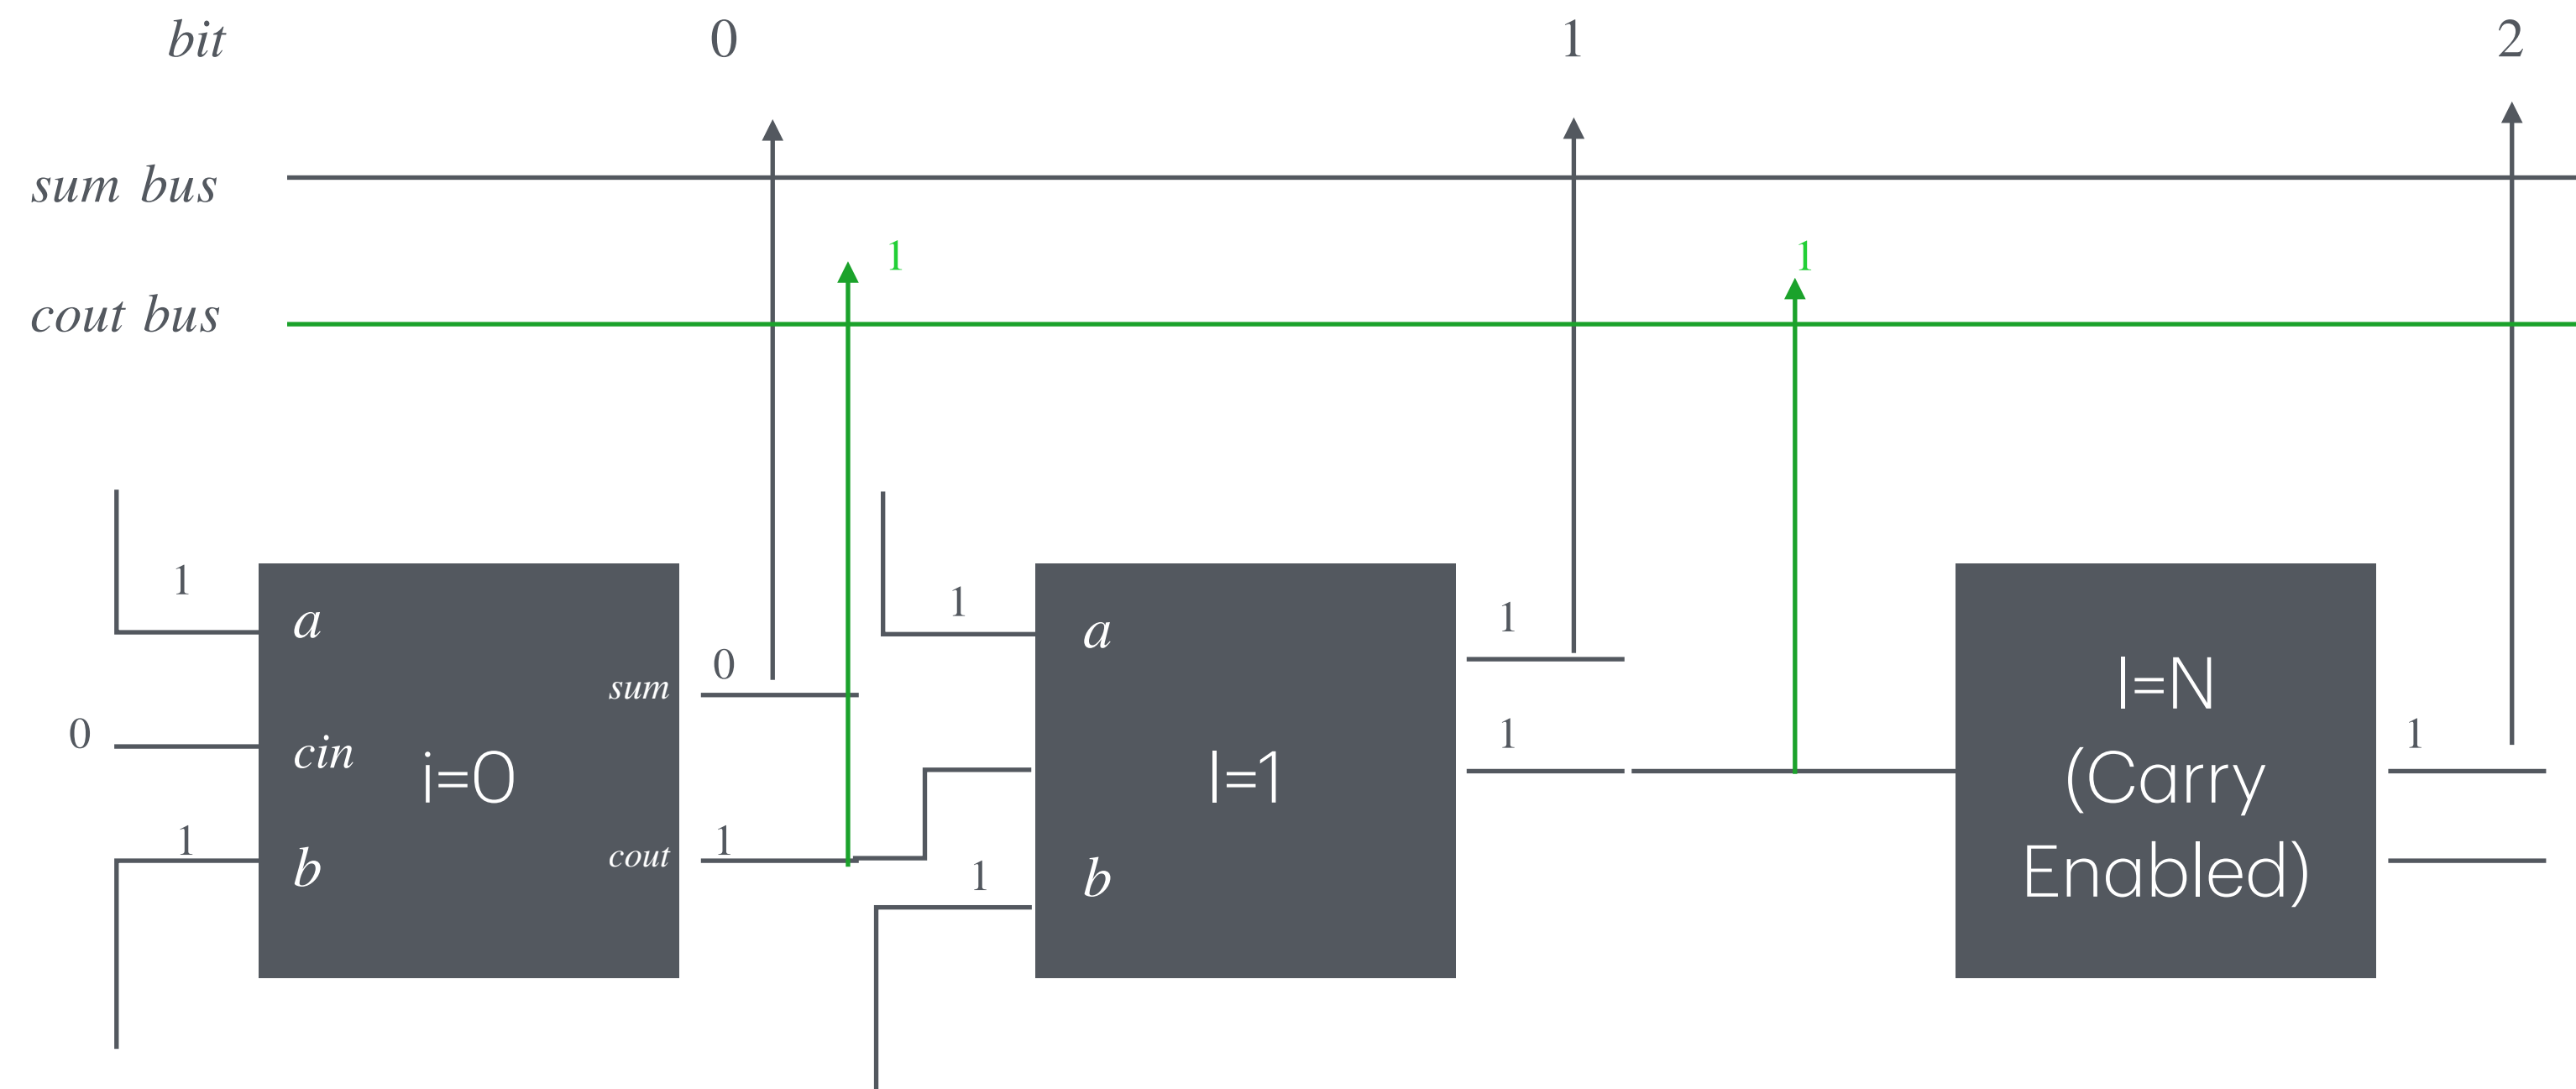 bit 0 1 2
sum bus
1 1
cout bus
1 1
a a 1
sum 0
0 1 1
cin i=0 I=1 I=N
(Carry
Enabled)
1 cout 1
b 1 b